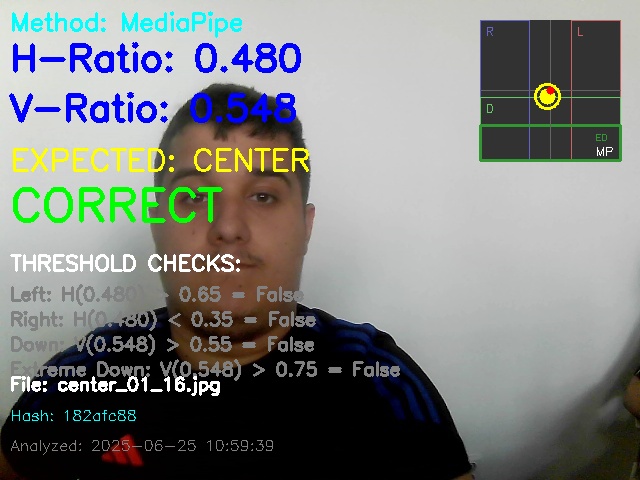 Method: MediaPipe
H-Ratio: 0.480
V-Ratio: 0.548
EXPECTED: CENTER
CORRECT
THRESHOLD CHECKS:
Left: H(0.480) > 0.65 = False
Right: H(0.480) < 0.35 = False
Down: V(0.548) > 0.55 = False
Extreme Down: V(0.548) > 0.75 = False
File: center_01_16.jpg
Hash: 182afc88
Analyzed: 2025-06-25 10:59:39
R
L
D
ED
MP